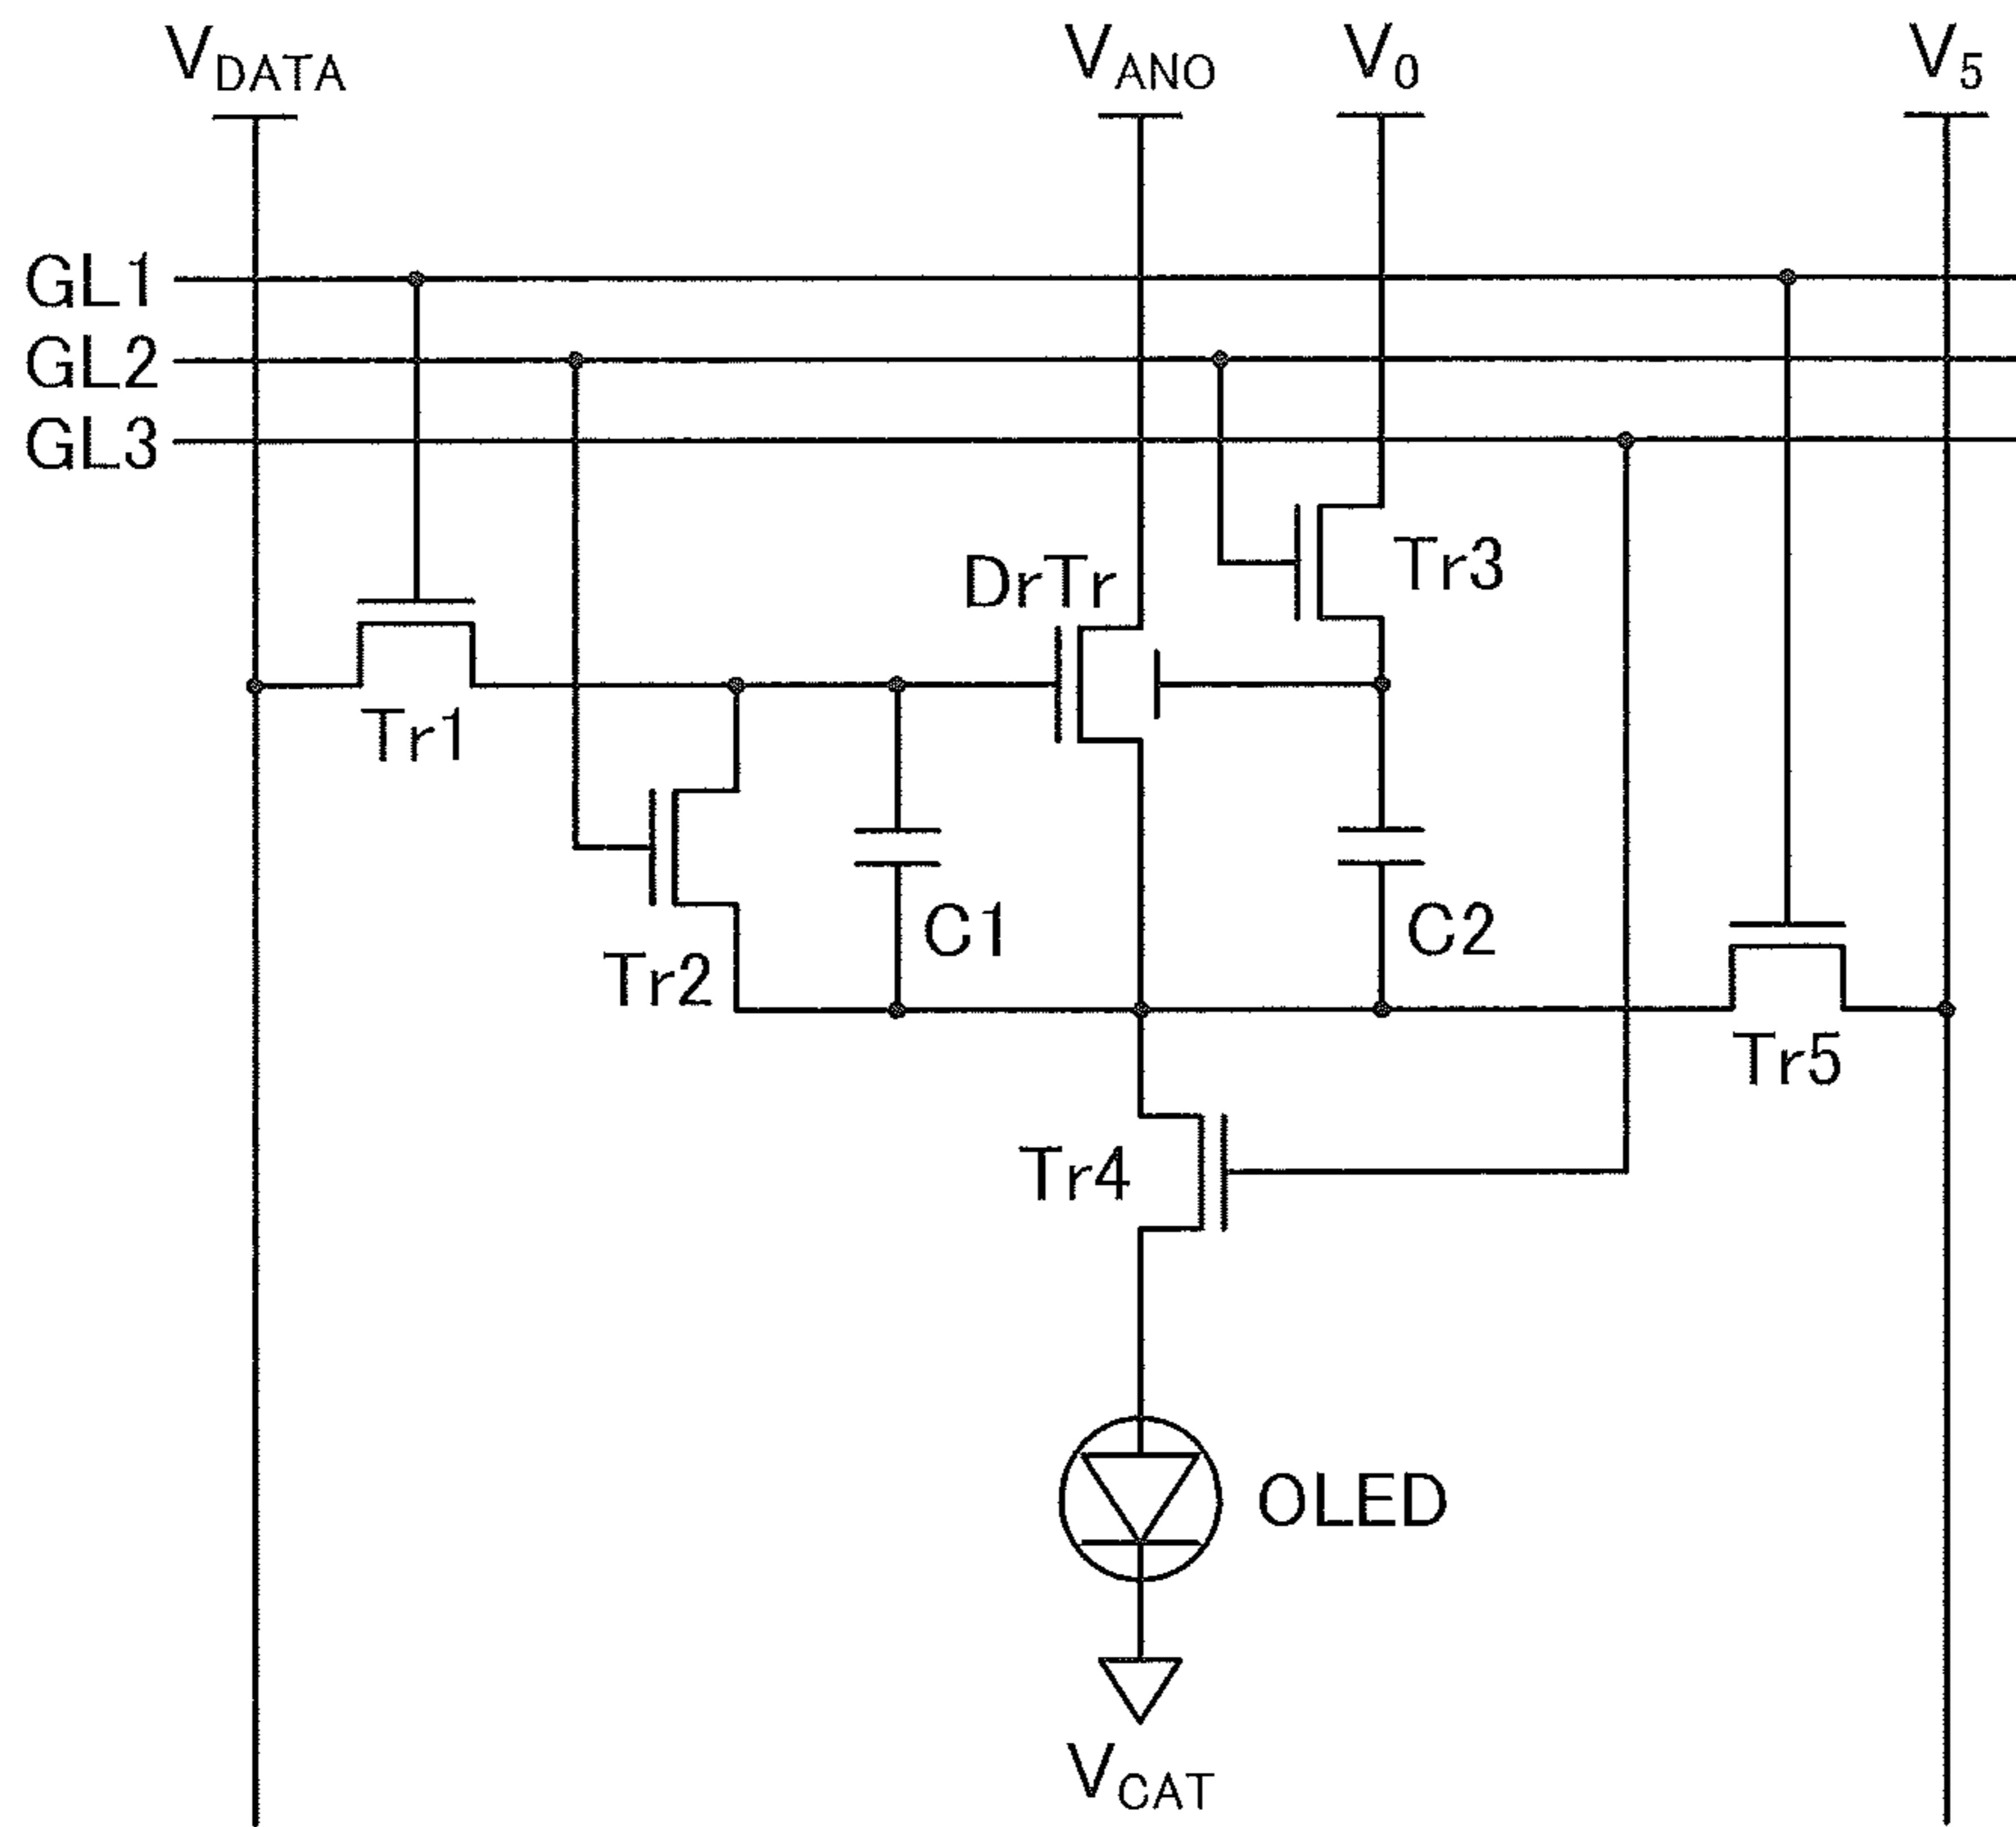 VDATA
VANO
V0
V5
GL1
GL2
GL3
DrTr
Tr3
Tr1
C1
C2
Tr2
Tr5
Tr4
OLED
VCAT